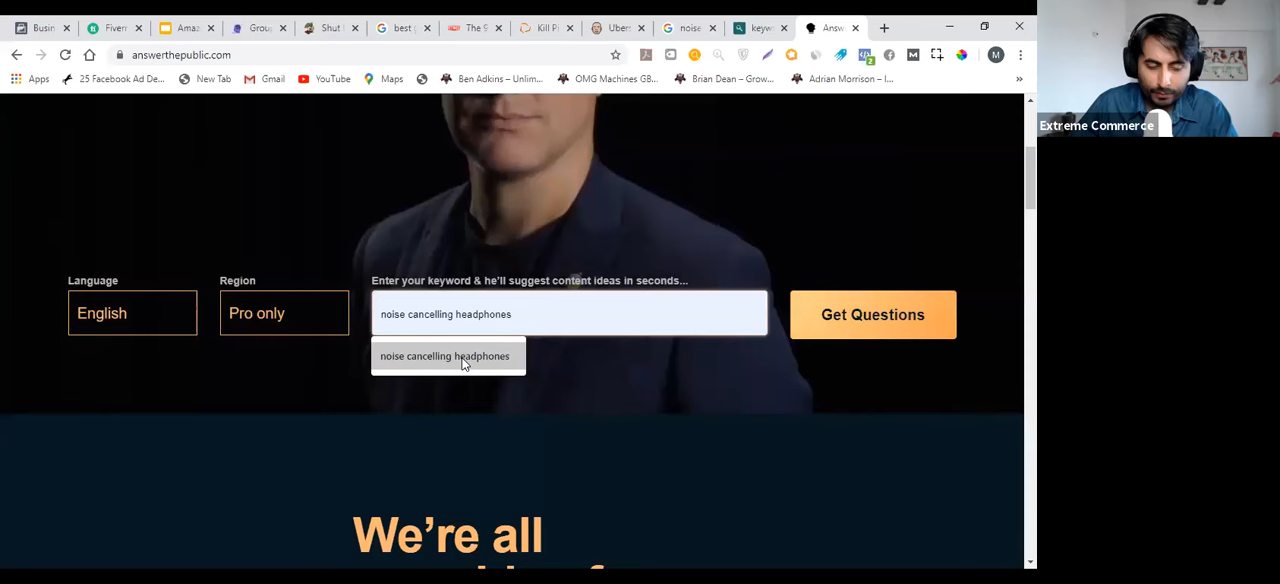 Busin
Fiverr
Amaz
Group
Shut
best
The 9
Kill Pi
Ubers
noise
keyw
Answ
answerthepublic.com
M
Apps
25 Facebook Ad De...
New Tab
Gmail
YouTube
Maps
Ben Adkins – Unlim...
OMG Machines GB...
Brian Dean – Grow...
Adrian Morrison – I...
»
Extreme Commerce
Language
Region
Enter your keyword & he'll suggest content ideas in seconds...
English
Pro only
noise cancelling headphones
Get Questions
noise cancelling headphones
We're all